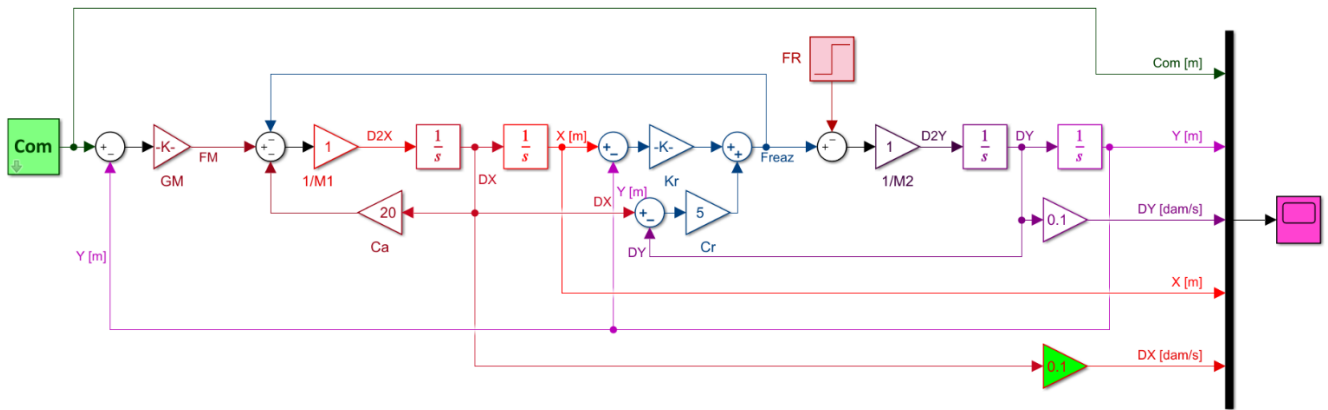 FR
Com [m]
Com
-K-
FM
GM
1
D2X
1/M1
1
s
DX
1
s
X [m]
-K-
Kr
Freaz
1
D2Y
1/M2
1
s
DY
1
s
Y [m]
20
Ca
DX
Y [m]
5
Cr
DY
0.1
DY [dam/s]
Y [m]
X [m]
0.1
DX [dam/s]